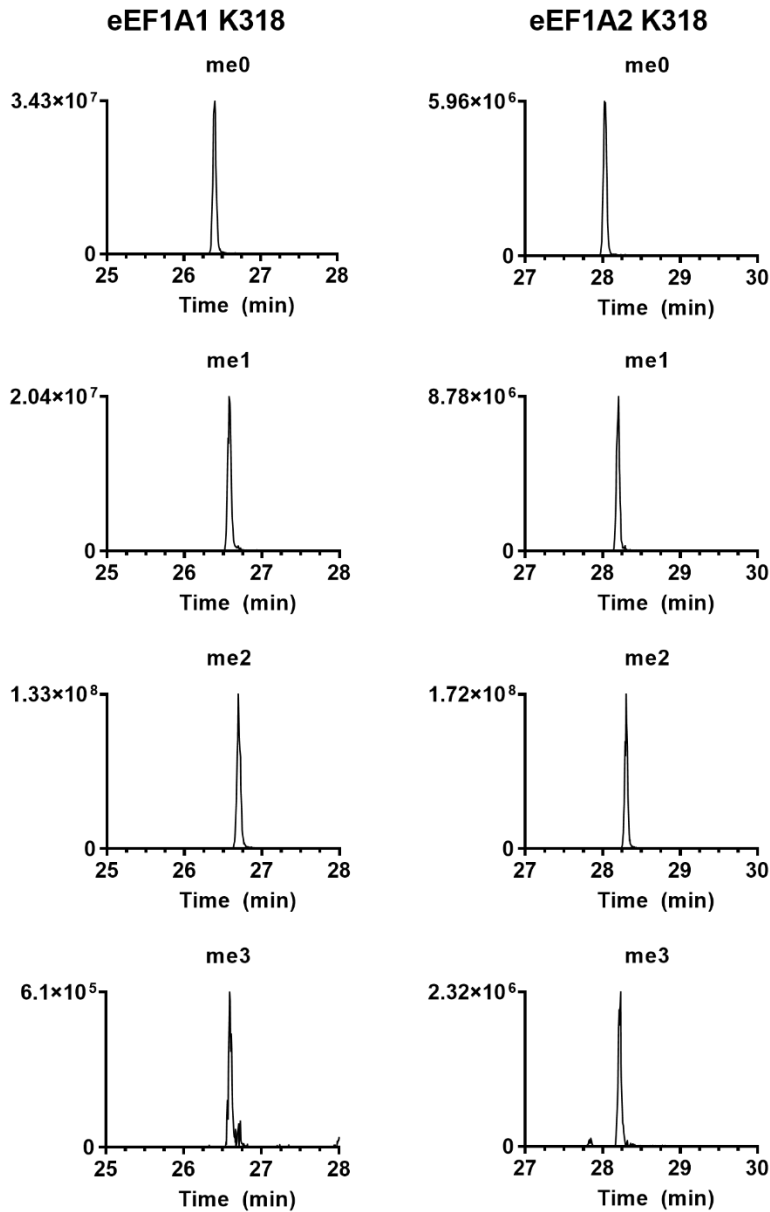 eEF1A1 K318 eEF1A2 K318
me0 me0
3.43×10⁷ 5.96×10⁶
0 0
25 26 27 28 27 28 29 30
Time (min) Time (min)
me1 me1
2.04×10⁷ 8.78×10⁶
0 0
25 26 27 28 27 28 29 30
Time (min) Time (min)
me2 me2
1.33×10⁸ 1.72×10⁸
0 0
25 26 27 28 27 28 29 30
Time (min) Time (min)
me3 me3
6.1×10⁵ 2.32×10⁶
0 0
25 26 27 28 27 28 29 30
Time (min) Time (min)